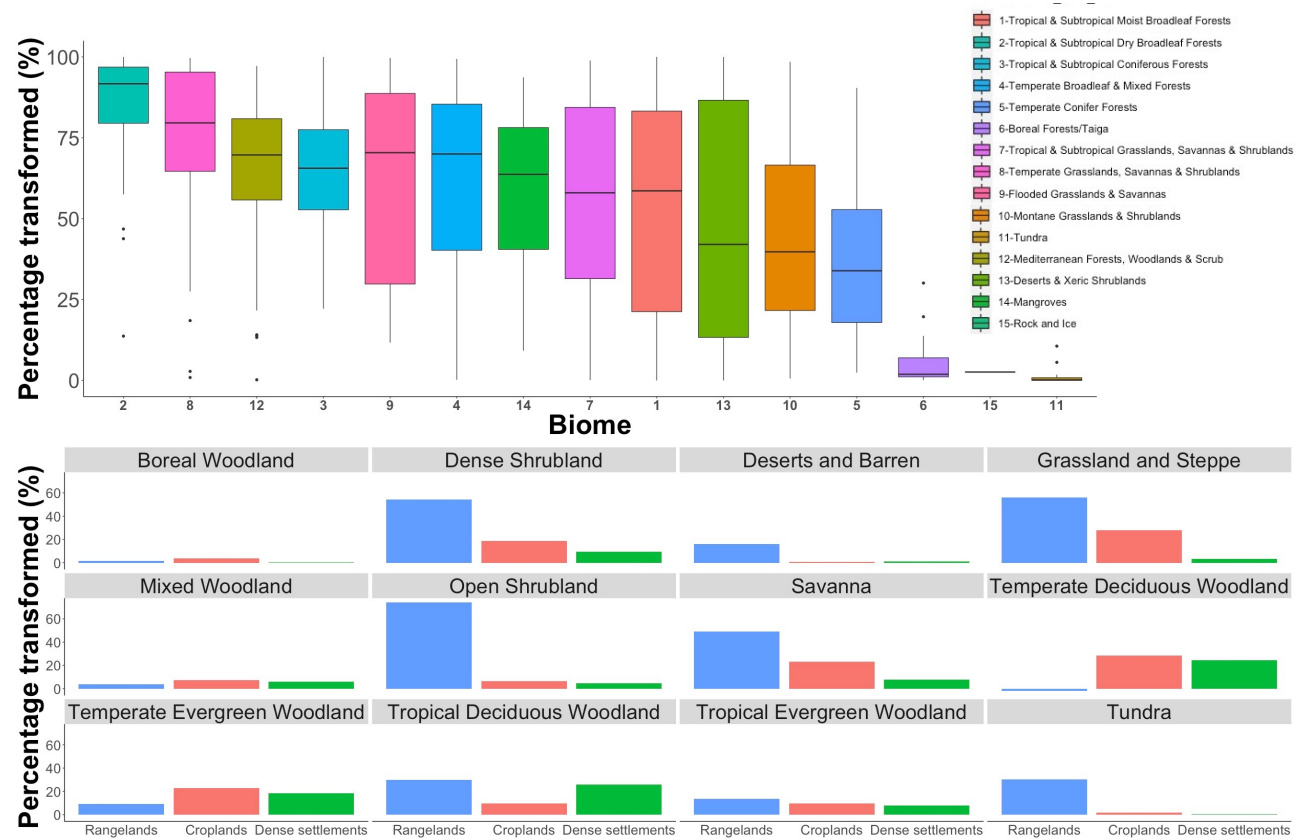 1-Tropical & Subtropical Moist Broadleaf Forests
2-Tropical & Subtropical Dry Broadleaf Forests
3-Tropical & Subtropical Coniferous Forests
4-Temperate Broadleaf & Mixed Forests
5-Temperate Conifer Forests
6-Boreal Forests/Taiga
7-Tropical & Subtropical Grasslands, Savannas & Shrublands
8-Temperate Grasslands, Savannas & Shrublands
9-Flooded Grasslands & Savannas
10-Montane Grasslands & Shrublands
11-Tundra
12-Mediterranean Forests, Woodlands & Scrub
13-Deserts & Xeric Shrublands
14-Mangroves
15-Rock and Ice
Percentage transformed (%)
100
75
50
25
0
2 8 12 3 9 4 14 7 1 13 10 5 6 15 11
Biome
Percentage transformed (%)
Boreal Woodland Dense Shrubland Deserts and Barren Grassland and Steppe
60
40
20
0
Mixed Woodland Open Shrubland Savanna Temperate Deciduous Woodland
60
40
20
0
Temperate Evergreen Woodland Tropical Deciduous Woodland Tropical Evergreen Woodland Tundra
60
40
20
0
Rangelands Croplands Dense settlements Rangelands Croplands Dense settlements Rangelands Croplands Dense settlements Rangelands Croplands Dense settlements